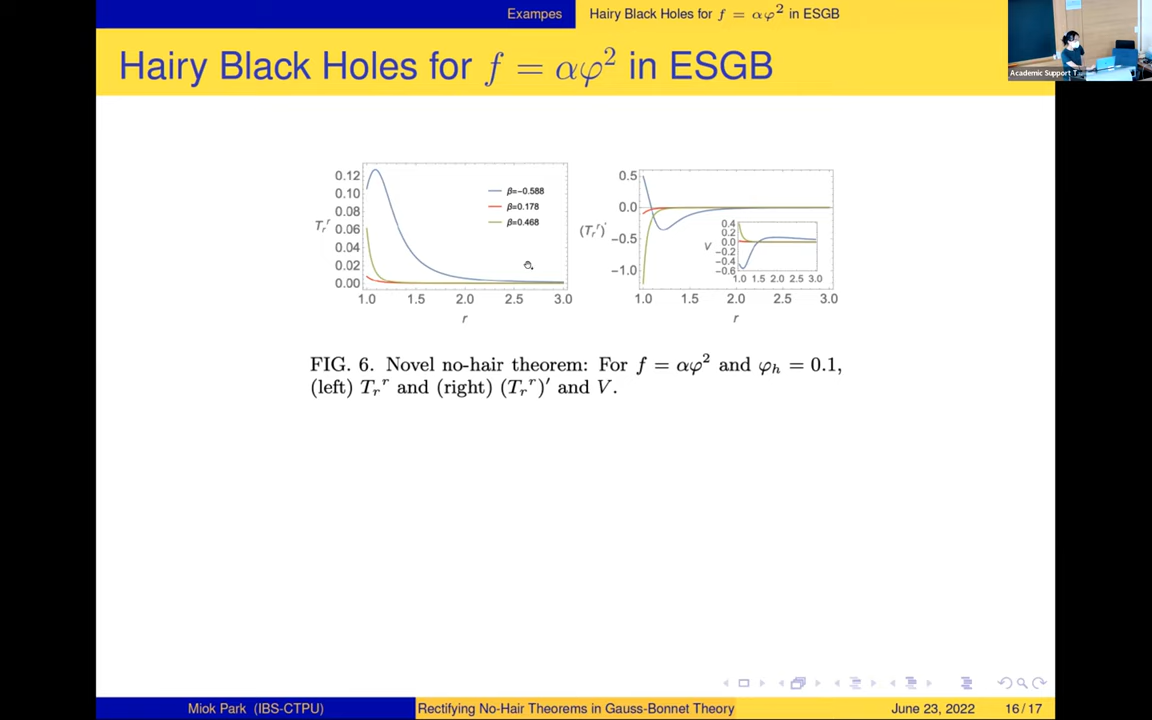 Exampes
Hairy Black Holes for f = αφ² in ESGB
Hairy Black Holes for f = αφ² in ESGB
Academic Support T
0.12
0.10
0.08
0.06
0.04
0.02
0.00
T_r^r
1.0 1.5 2.0 2.5 3.0
r
β=-0.588
β=0.178
β=0.468
0.5
0.0
-0.5
-1.0
(T_r^r)′
1.0 1.5 2.0 2.5 3.0
r
0.4
0.2
0.0
-0.2
-0.4
-0.6
V
1.0 1.5 2.0 2.5 3.0
FIG. 6. Novel no-hair theorem: For f = αφ² and φ_h = 0.1,
(left) T_r^r and (right) (T_r^r)′ and V.
Miok Park (IBS-CTPU)
Rectifying No-Hair Theorems in Gauss-Bonnet Theory
June 23, 2022
16 / 17